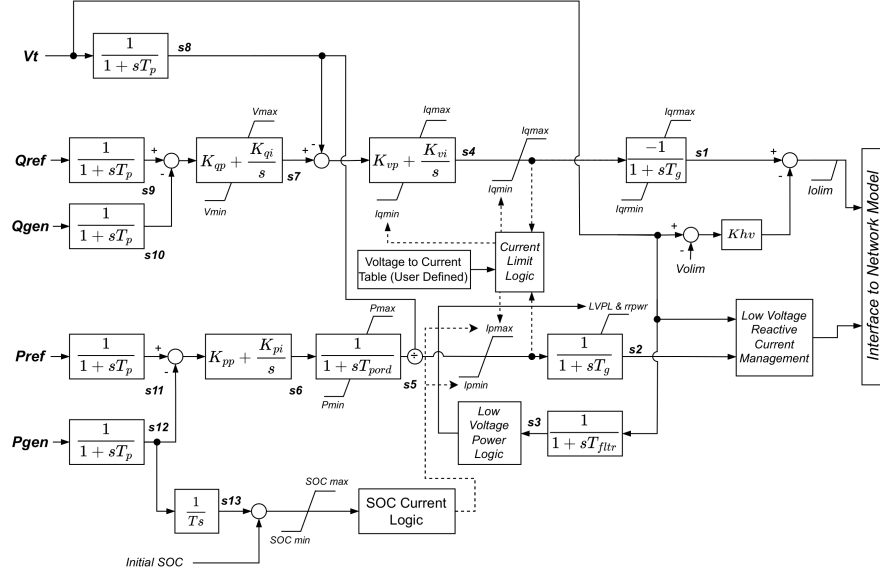 Vt
1
1 + sTp
s8
Vmax
Iqmax
Iqmax
Iqrmax
Qref
1
1 + sTp
s9
+
-
Kqp + Kqi
s
s7
Vmin
+
-
Kvp + Kvi
s
s4
Iqmin
Iqmin
-1
1 + sTg
s1
Iqrmin
+
-
Iolim
Qgen
1
1 + sTp
s10
Voltage to Current
Table (User Defined)
Current
Limit
Logic
+
-
Volim
Khv
Interface to Network Model
Pmax
LVPL & rrpwr
Pref
1
1 + sTp
s11
+
-
Kpp + Kpi
s
s6
1
1 + sTpord
Pmin
÷
s5
Ipmax
Ipmin
1
1 + sTg
s2
Low Voltage
Reactive
Current
Management
Pgen
1
1 + sTp
s12
Low
Voltage
Power
Logic
s3
1
1 + sTfltr
1
Ts
s13
SOC max
SOC min
SOC Current
Logic
Initial SOC